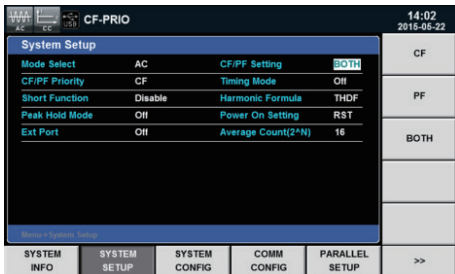 AC CC USB CF-PRIO 14:02
2015-05-22
System Setup
Mode Select AC CF/PF Setting BOTH
CF/PF Priority CF Timing Mode Off
Short Function Disable Harmonic Formula THDF
Peak Hold Mode Off Power On Setting RST
Ext Port Off Average Count(2^N) 16
Menu > System Setup
CF
PF
BOTH
SYSTEM INFO
SYSTEM SETUP
SYSTEM CONFIG
COMM CONFIG
PARALLEL SETUP
>>